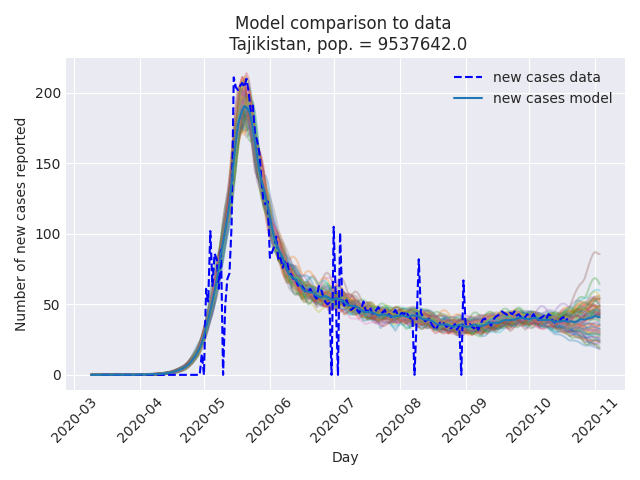 Model comparison to data
Tajikistan, pop. = 9537642.0
new cases data
new cases model
Number of new cases reported
200
150
100
50
0
2020-03
2020-04
2020-05
2020-06
2020-07
2020-08
2020-09
2020-10
2020-11
Day